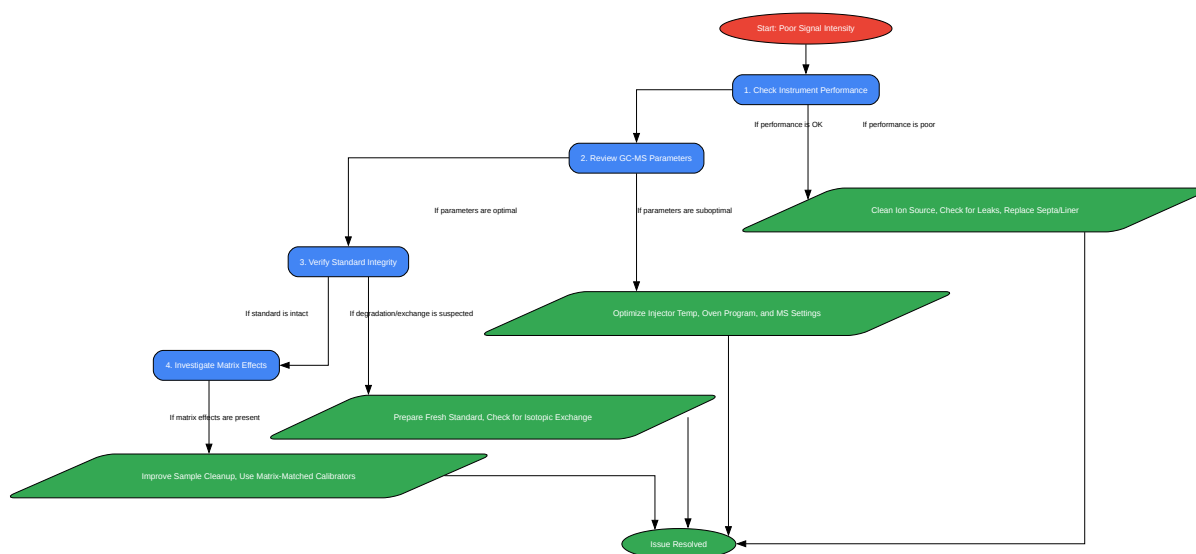 Start: Poor Signal Intensity
1. Check Instrument Performance
If performance is OK
If performance is poor
2. Review GC-MS Parameters
If parameters are optimal
If parameters are suboptimal
Clean Ion Source, Check for Leaks, Replace Septa/Liner
3. Verify Standard Integrity
If standard is intact
If degradation/exchange is suspected
Optimize Injector Temp, Oven Program, and MS Settings
4. Investigate Matrix Effects
If matrix effects are present
Prepare Fresh Standard, Check for Isotopic Exchange
Improve Sample Cleanup, Use Matrix-Matched Calibrators
Issue Resolved